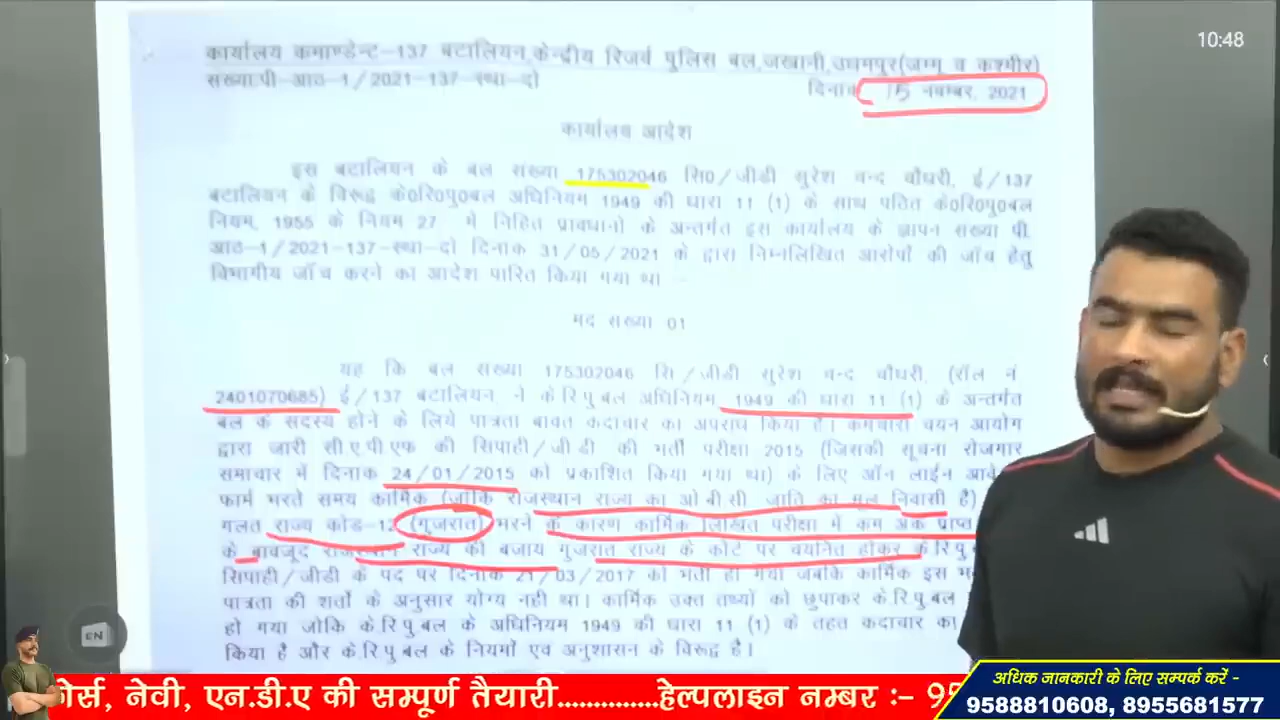 10:48
कार्यालय कमाण्डेन्ट-137 बटालियन,केन्द्रीय रिजर्व पुलिस बल,जखानी,उधमपुर(जम्मू व कश्मीर)
संख्या.पी-आठ-1/2021-137-स्था-दो दिनांक 15 नवम्बर, 2021
कार्यालय आदेश
इस बटालियन के बल संख्या 175302046 सि0/जीडी सुरेश चन्द चौधरी, ई/137
बटालियन के विरूद्ध के0रि0पु0बल अधिनियम 1949 की धारा 11 (1) के साथ पठित के0रि0पु0बल
नियम, 1955 के नियम 27 में निहित प्रावधानों के अन्तर्गत इस कार्यालय के ज्ञापन संख्या पी.
आठ-1/2021-137-स्था-दो दिनांक 31/05/2021 के द्वारा निम्नलिखित आरोपों की जॉच हेतु
विभागीय जॉच करने का आदेश पारित किया गया था -
मद संख्या 01
यह कि बल संख्या 175302046 सि/जीडी सुरेश चन्द चौधरी, (रॉल नं
2401070685) ई/137 बटालियन, ने के.रि.पु.बल अधिनियम 1949 की धारा 11 (1) के अन्तर्गत
बल के सदस्य होने के लिये पात्रता बावत कदाचार का अपराध किया है। कर्मचारी चयन आयोग
द्वारा जारी सी.ए.पी.एफ की सिपाही/जी.डी की भर्ती परीक्षा 2015 (जिसकी सूचना रोजगार
समाचार में दिनांक 24/01/2015 को प्रकाशित किया गया था) के लिए ऑन लाईन
फार्म भरते समय कार्मिक (जोकि राजस्थान राज्य का ओ.बी.सी. जाति का मूल निवासी है)
गलत राज्य कोड-12 (गुजरात) भरने के कारण कार्मिक लिखित परीक्षा में कम अंक प्राप्त
के बावजूद राजस्थान राज्य की बजाय गुजरात राज्य के कोटे पर चयनित होकर के.रि.पु
सिपाही/जीडी के पद पर दिनांक 21/03/2017 को भर्ती हो गया जबकि कार्मिक इस
पात्रता की शर्तो के अनुसार योग्य नही था। कार्मिक उक्त तथ्यो को छुपाकर के.रि.पु.बल
हो गया जोकि के.रि.पु.बल के अधिनियम 1949 की धारा 11 (1) के तहत कदाचार का
किया है और के.रि.पु.बल के नियमों एवं अनुशासन के विरूद्ध है।
EN
फोर्स, नेवी, एन.डी.ए की सम्पूर्ण तैयारी..............हेल्पलाइन नम्बर :- 95
अधिक जानकारी के लिए सम्पर्क करें -
9588810608, 8955681577